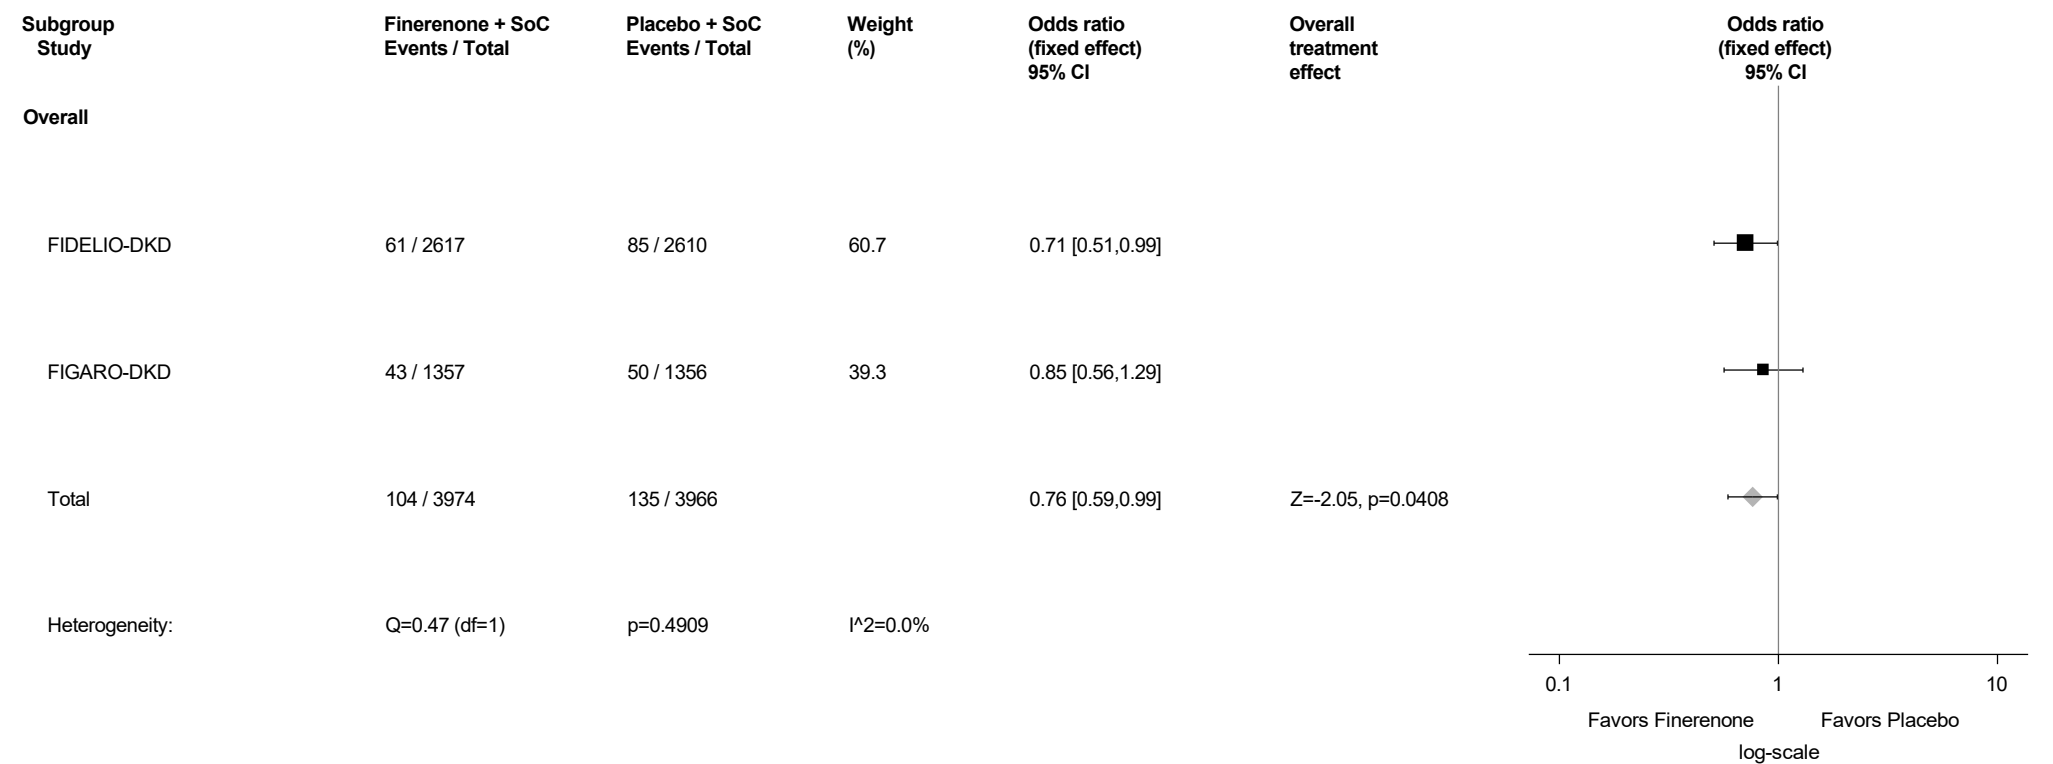 Subgroup Finerenone + SoC Placebo + SoC Weight Odds ratio Overall Odds ratio
Study Events / Total Events / Total (%) (fixed effect) treatment (fixed effect)
95% CI effect 95% CI
Overall
FIDELIO-DKD 61 / 2617 85 / 2610 60.7 0.71 [0.51,0.99]
FIGARO-DKD 43 / 1357 50 / 1356 39.3 0.85 [0.56,1.29]
Total 104 / 3974 135 / 3966 0.76 [0.59,0.99] Z=-2.05, p=0.0408
Heterogeneity: Q=0.47 (df=1) p=0.4909 I^2=0.0%
0.1 1 10
Favors Finerenone Favors Placebo
log-scale